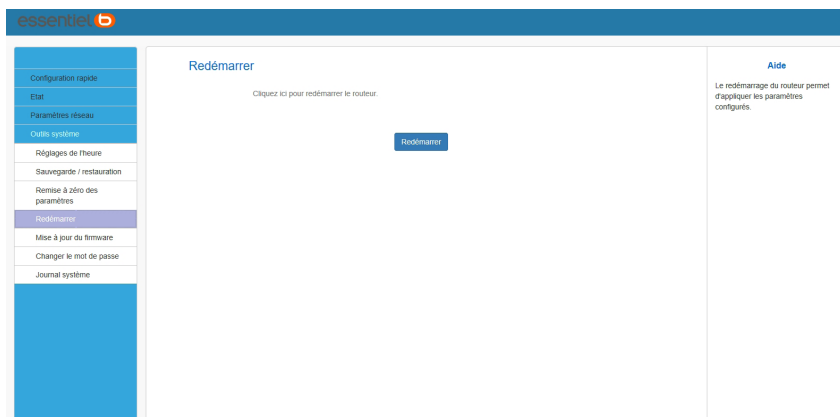 essentiel b
Configuration rapide
Etat
Paramètres réseau
Outils système
Réglages de l'heure
Sauvegarde / restauration
Remise à zéro des
paramètres
Redémarrer
Mise à jour du firmware
Changer le mot de passe
Journal système
Redémarrer
Cliquez ici pour redémarrer le routeur.
Redémarrer
Aide
Le redémarrage du routeur permet
d'appliquer les paramètres
configurés.